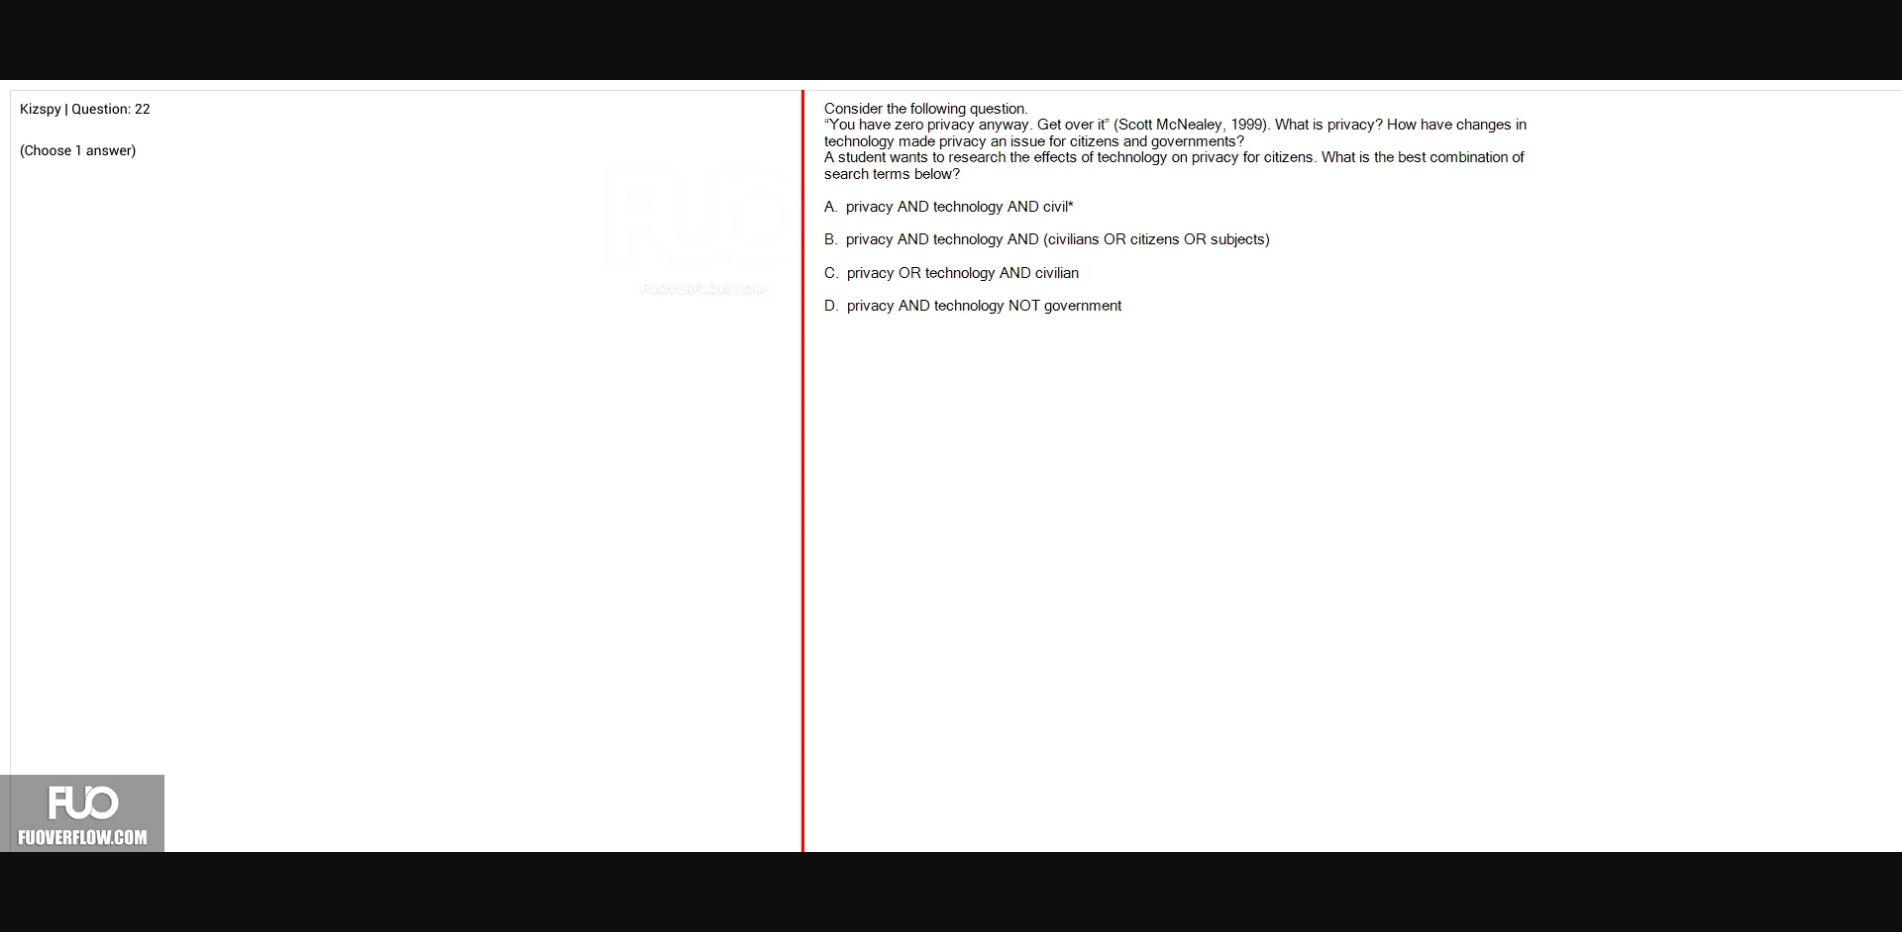 Kizspy | Question: 22
(Choose 1 answer)
FUO
FUOVERFLOW.COM
Consider the following question.
“You have zero privacy anyway. Get over it” (Scott McNealey, 1999). What is privacy? How have changes in
technology made privacy an issue for citizens and governments?
A student wants to research the effects of technology on privacy for citizens. What is the best combination of
search terms below?
A. privacy AND technology AND civil*
B. privacy AND technology AND (civilians OR citizens OR subjects)
C. privacy OR technology AND civilian
D. privacy AND technology NOT government
FUO
FUOVERFLOW.COM